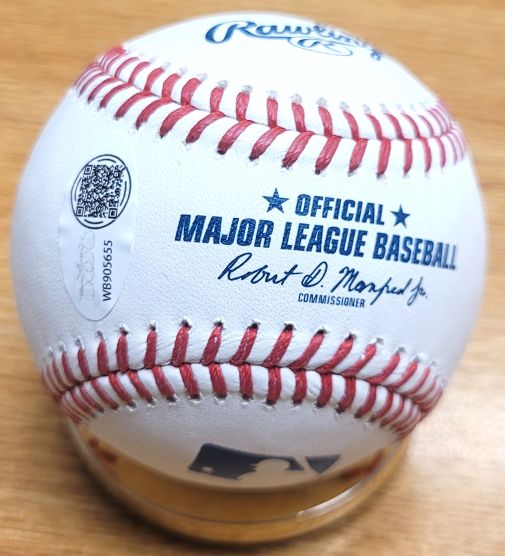 Rawlings
R
★ OFFICIAL ★
MAJOR LEAGUE BASEBALL
Robert D. Manfred Jr.
COMMISSIONER
WB905655